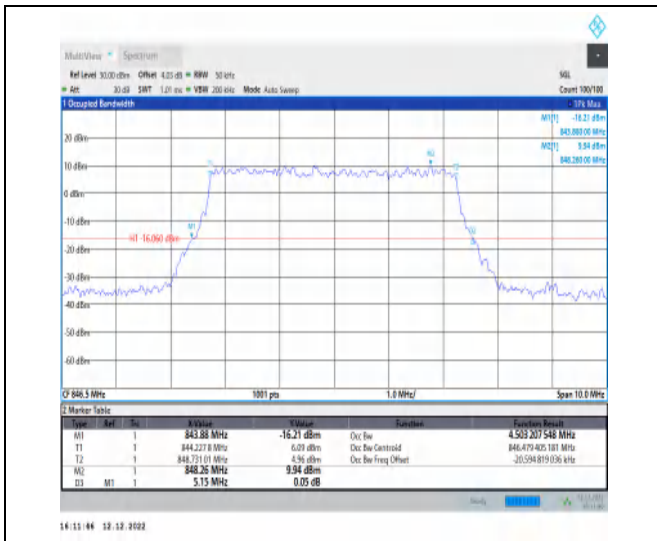 MultiView Spectrum
Ref Level 30.00 dBm Offset 4.05 dB RBW 50 kHz SGL
Att 30 dB SWT 1.01 ms VBW 200 kHz Mode Auto Sweep Count 100/100
1 Occupied Bandwidth 1Pk Max
M1[1] -16.21 dBm
843.880 00 MHz
M2[1] 9.94 dBm
848.260 00 MHz
20 dBm
10 dBm
0 dBm
-10 dBm
-20 dBm
-30 dBm
-40 dBm
-50 dBm
-60 dBm
M2
M1
H1 -16.060 dBm
CF 846.5 MHz 1001 pts 1.0 MHz/ Span 10.0 MHz
2 Marker Table
Type Ref Trc X-Value Y-Value Function Function Result
M1 1 843.88 MHz -16.21 dBm Occ Bw 4.503 207 548 MHz
T1 1 844.227 8 MHz 6.09 dBm Occ Bw Centroid 846.479 405 181 MHz
T2 1 848.731 01 MHz 4.96 dBm Occ Bw Freq Offset -20.594 819 036 kHz
M2 1 848.26 MHz 9.94 dBm
D3 M1 1 5.15 MHz 0.05 dB
Ready
16:11:46 12.12.2022